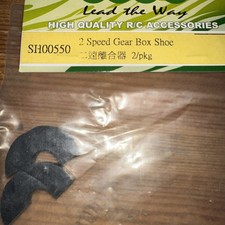 Lead the Way
HIGH QUALITY R/C ACCESSORIES
SH00550
2 Speed Gear Box Shoe
二速離合器 2/pkg